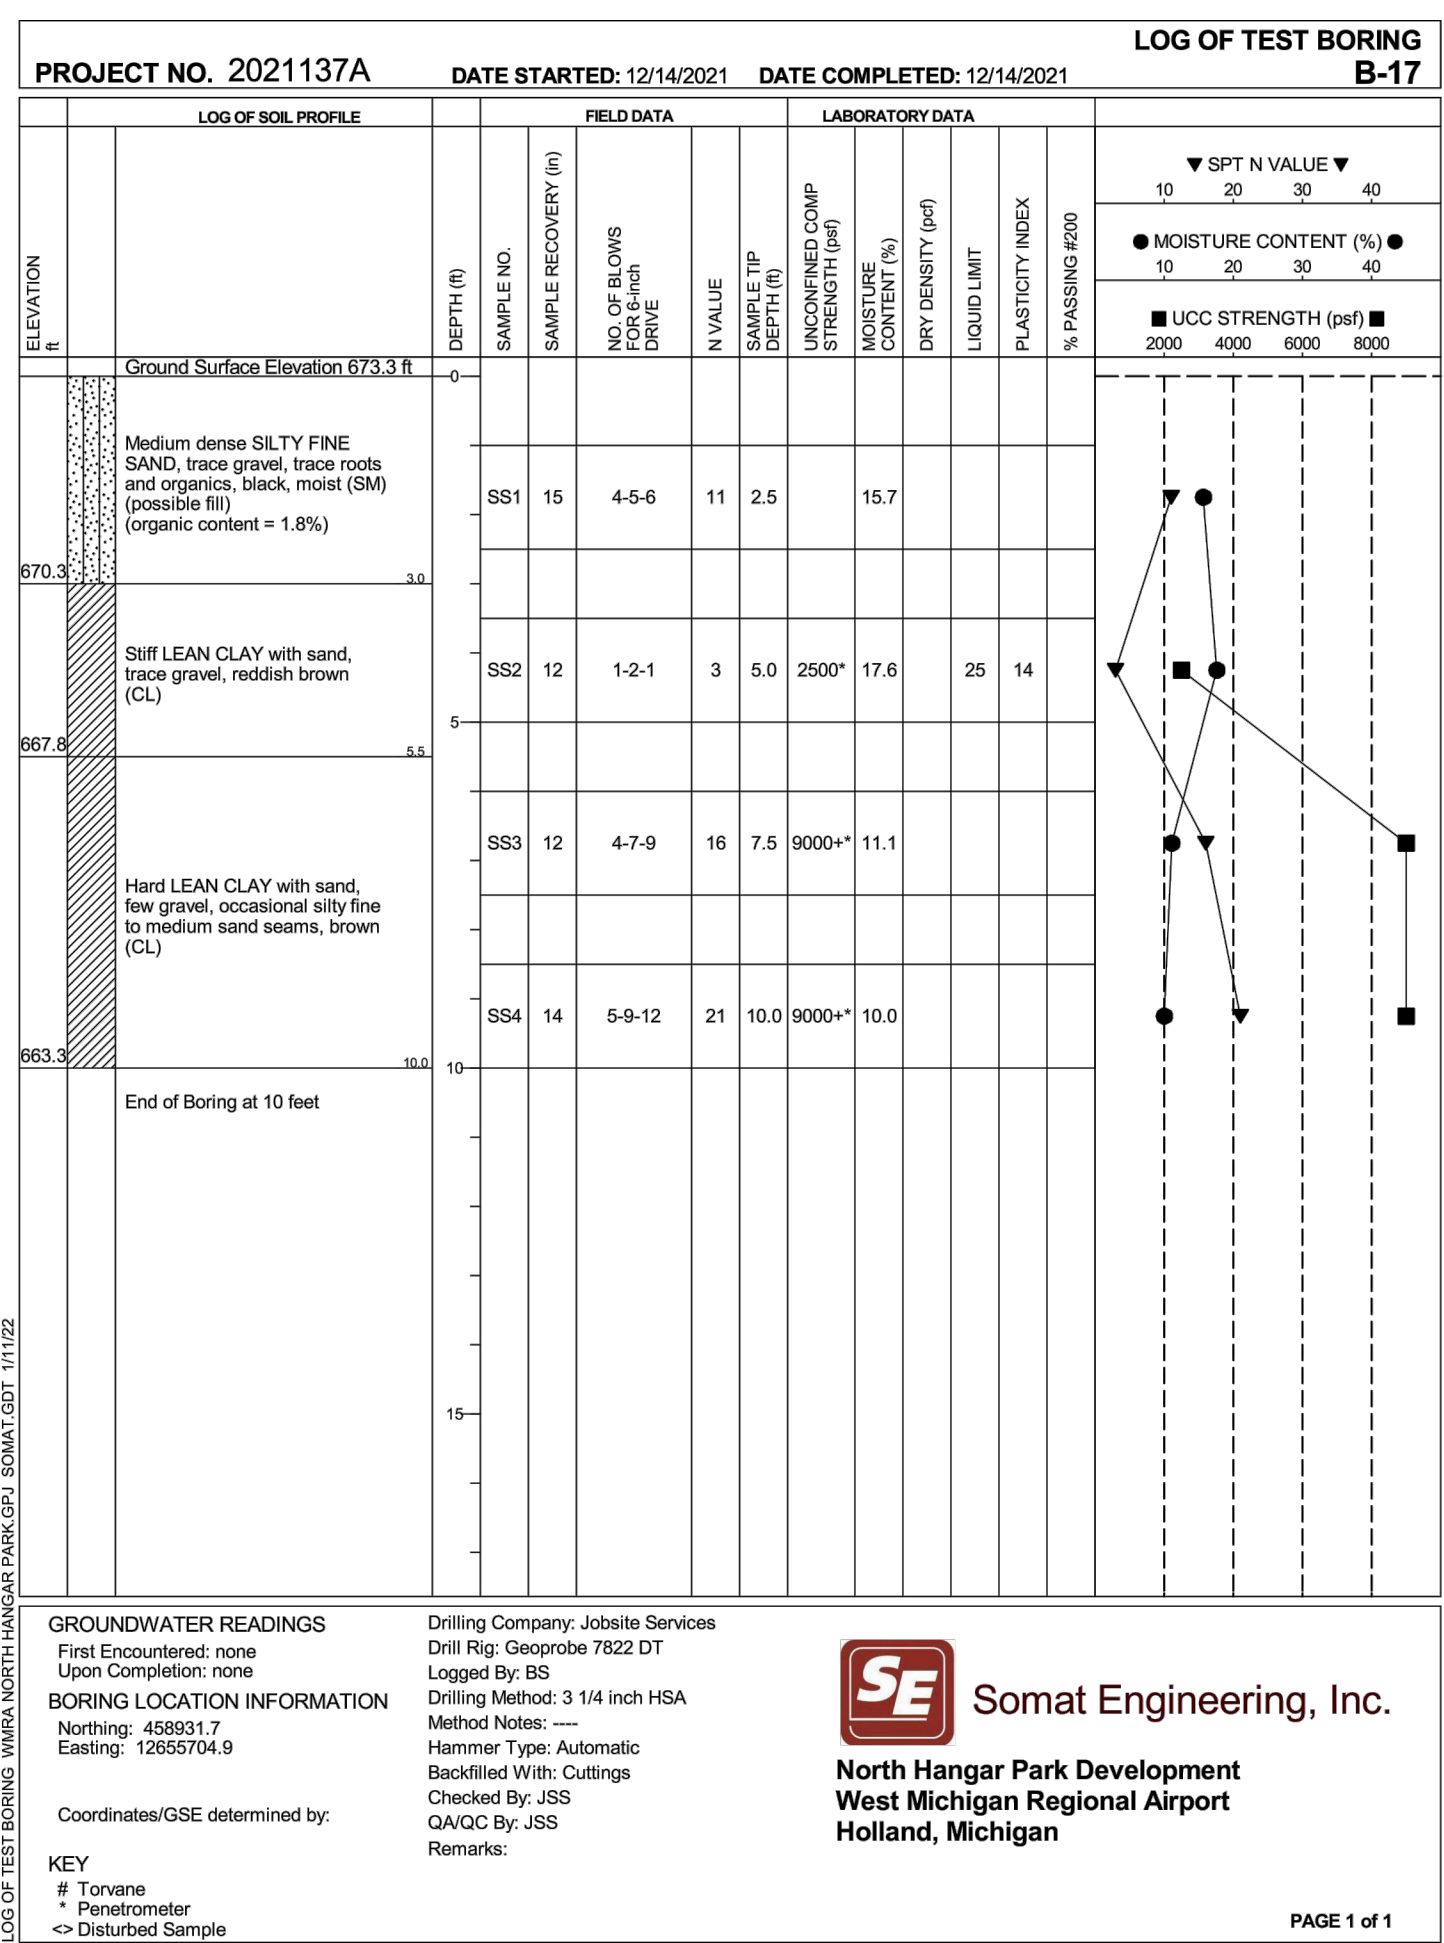 LOG OF TEST BORING
PROJECT NO. 2021137A DATE STARTED: 12/14/2021 DATE COMPLETED: 12/14/2021 B-17
LOG OF SOIL PROFILE FIELD DATA LABORATORY DATA
ELEVATION ft
DEPTH (ft)
SAMPLE NO.
SAMPLE RECOVERY (in)
NO. OF BLOWS FOR 6-inch DRIVE
N VALUE
SAMPLE TIP DEPTH (ft)
UNCONFINED COMP STRENGTH (psf)
MOISTURE CONTENT (%)
DRY DENSITY (pcf)
LIQUID LIMIT
PLASTICITY INDEX
% PASSING #200
▼ SPT N VALUE ▼
10 20 30 40
● MOISTURE CONTENT (%) ●
10 20 30 40
■ UCC STRENGTH (psf) ■
2000 4000 6000 8000
Ground Surface Elevation 673.3 ft
0
Medium dense SILTY FINE
SAND, trace gravel, trace roots
and organics, black, moist (SM)
(possible fill)
(organic content = 1.8%)
SS1 15 4-5-6 11 2.5 15.7
670.3 3.0
Stiff LEAN CLAY with sand,
trace gravel, reddish brown
(CL)
SS2 12 1-2-1 3 5.0 2500* 17.6 25 14
5
667.8 5.5
SS3 12 4-7-9 16 7.5 9000+* 11.1
Hard LEAN CLAY with sand,
few gravel, occasional silty fine
to medium sand seams, brown
(CL)
SS4 14 5-9-12 21 10.0 9000+* 10.0
663.3 10.0
10
End of Boring at 10 feet
15
LOG OF TEST BORING WMRA NORTH HANGAR PARK.GPJ SOMAT.GDT 1/11/22
GROUNDWATER READINGS
First Encountered: none
Upon Completion: none
BORING LOCATION INFORMATION
Northing: 458931.7
Easting: 12655704.9
Coordinates/GSE determined by:
KEY
# Torvane
* Penetrometer
<> Disturbed Sample
Drilling Company: Jobsite Services
Drill Rig: Geoprobe 7822 DT
Logged By: BS
Drilling Method: 3 1/4 inch HSA
Method Notes: ----
Hammer Type: Automatic
Backfilled With: Cuttings
Checked By: JSS
QA/QC By: JSS
Remarks:
SE
Somat Engineering, Inc.
North Hangar Park Development
West Michigan Regional Airport
Holland, Michigan
PAGE 1 of 1